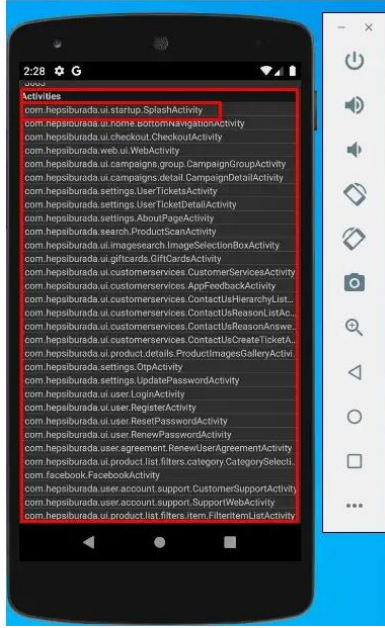 2:28 G
5005
Activities
com.hepsiburada.ui.startup.SplashActivity
com.hepsiburada.ui.home.BottomNavigationActivity
com.hepsiburada.ui.checkout.CheckoutActivity
com.hepsiburada.web.ui.WebActivity
com.hepsiburada.ui.campaigns.group.CampaignGroupActivity
com.hepsiburada.ui.campaigns.detail.CampaignDetailActivity
com.hepsiburada.settings.UserTicketsActivity
com.hepsiburada.settings.UserTicketDetailActivity
com.hepsiburada.settings.AboutPageActivity
com.hepsiburada.search.ProductScanActivity
com.hepsiburada.ui.imagesearch.ImageSelectionBoxActivity
com.hepsiburada.ui.giftcards.GiftCardsActivity
com.hepsiburada.ui.customerservices.CustomerServicesActivity
com.hepsiburada.ui.customerservices.AppFeedbackActivity
com.hepsiburada.ui.customerservices.ContactUsHierarchyList...
com.hepsiburada.ui.customerservices.ContactUsReasonListAc...
com.hepsiburada.ui.customerservices.ContactUsReasonAnswe...
com.hepsiburada.ui.customerservices.ContactUsCreateTicketA...
com.hepsiburada.ui.product.details.ProductImagesGalleryActivi...
com.hepsiburada.settings.OtpActivity
com.hepsiburada.settings.UpdatePasswordActivity
com.hepsiburada.ui.user.LoginActivity
com.hepsiburada.ui.user.RegisterActivity
com.hepsiburada.ui.user.ResetPasswordActivity
com.hepsiburada.ui.user.RenewPasswordActivity
com.hepsiburada.user.agreement.RenewUserAgreementActivity
com.hepsiburada.ui.product.list.filters.category.CategorySelecti...
com.facebook.FacebookActivity
com.hepsiburada.user.account.support.CustomerSupportActivity
com.hepsiburada.user.account.support.SupportWebActivity
com.hepsiburada.ui.product.list.filters.item.FilterItemListActivity